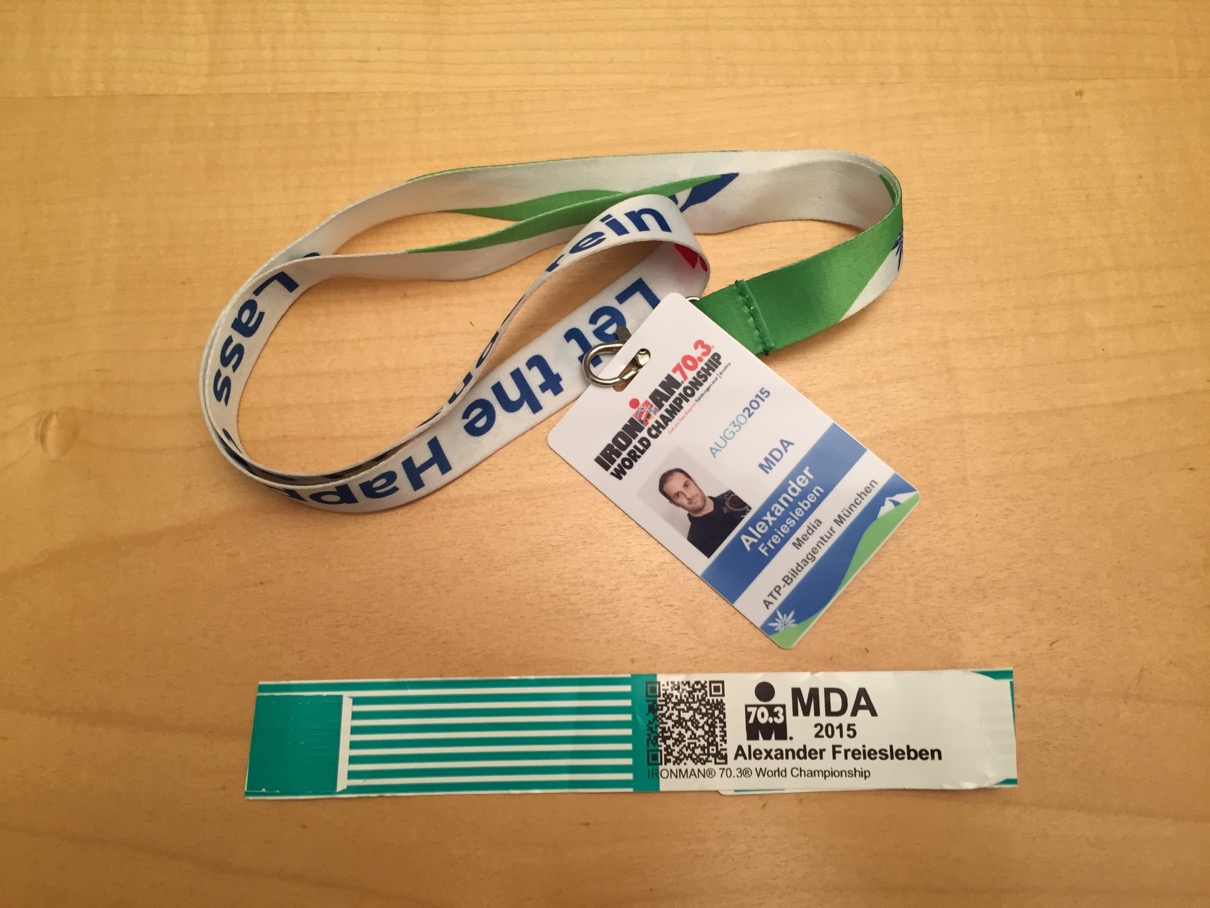 ein
Lass
Let the Happ
IRONMAN 70.3
WORLD CHAMPIONSHIP
AUG302015
MDA
Alexander
Freiesleben
Media
ATP-Bildagentur München
70.3
MDA
2015
Alexander Freiesleben
IRONMAN® 70.3® World Championship